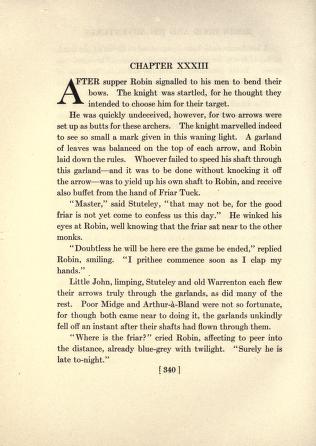 CHAPTER XXXIII
AFTER supper Robin signalled to his men to bend their
bows. The knight was startled, for he thought they
intended to choose him for their target.
He was quickly undeceived, however, for two arrows were
set up as butts for these archers. The knight marvelled indeed
to see so small a mark given in this waning light. A garland
of leaves was balanced on the top of each arrow, and Robin
laid down the rules. Whoever failed to speed his shaft through
this garland—and it was to be done without knocking it off
the arrow—was to yield up his own shaft to Robin, and receive
also buffet from the hand of Friar Tuck.
"Master," said Stuteley, "that may not be, for the good
friar is not yet come to confess us this day." He winked his
eyes at Robin, well knowing that the friar sat near to the other
monks.
"Doubtless he will be here ere the game be ended," replied
Robin, smiling. "I prithee commence soon as I clap my
hands."
Little John, limping, Stuteley and old Warrenton each flew
their arrows truly through the garlands, as did many of the
rest. Poor Midge and Arthur-à-Bland were not so fortunate,
for though both came near to doing it, the garlands unkindly
fell off an instant after their shafts had flown through them.
"Where is the friar?" cried Robin, affecting to peer into
the distance, already blue-grey with twilight. "Surely he is
late to-night."
[ 340 ]